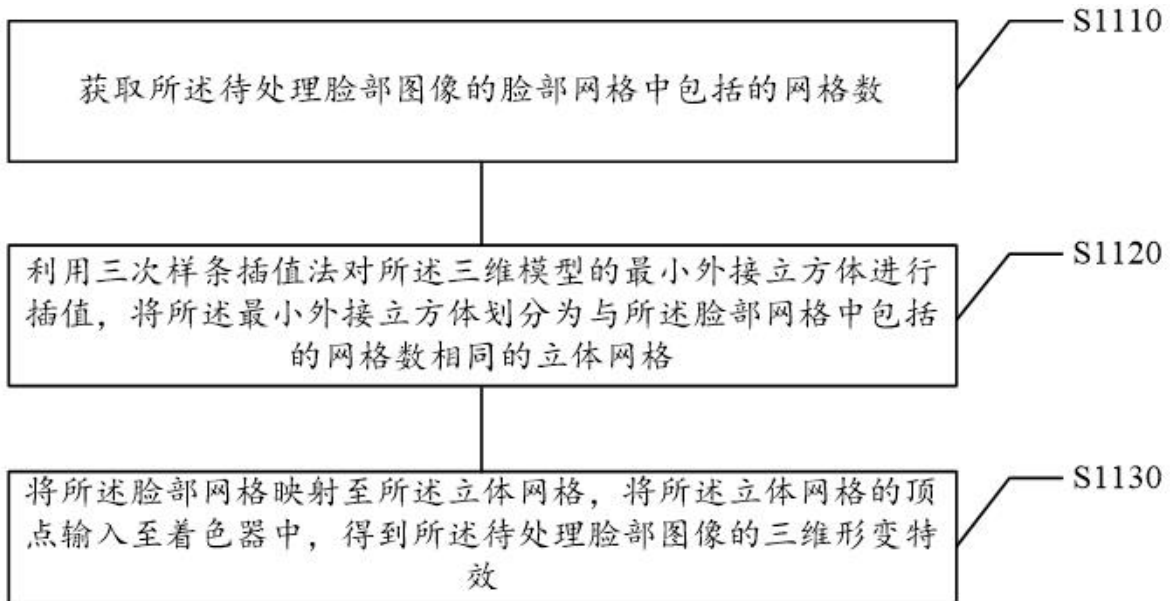 S1110
获取所述待处理脸部图像的脸部网格中包括的网格数
S1120
利用三次样条插值法对所述三维模型的最小外接立方体进行
插值，将所述最小外接立方体划分为与所述脸部网格中包括
的网格数相同的立体网格
S1130
将所述脸部网格映射至所述立体网格，将所述立体网格的顶
点输入至着色器中，得到所述待处理脸部图像的三维形变特
效